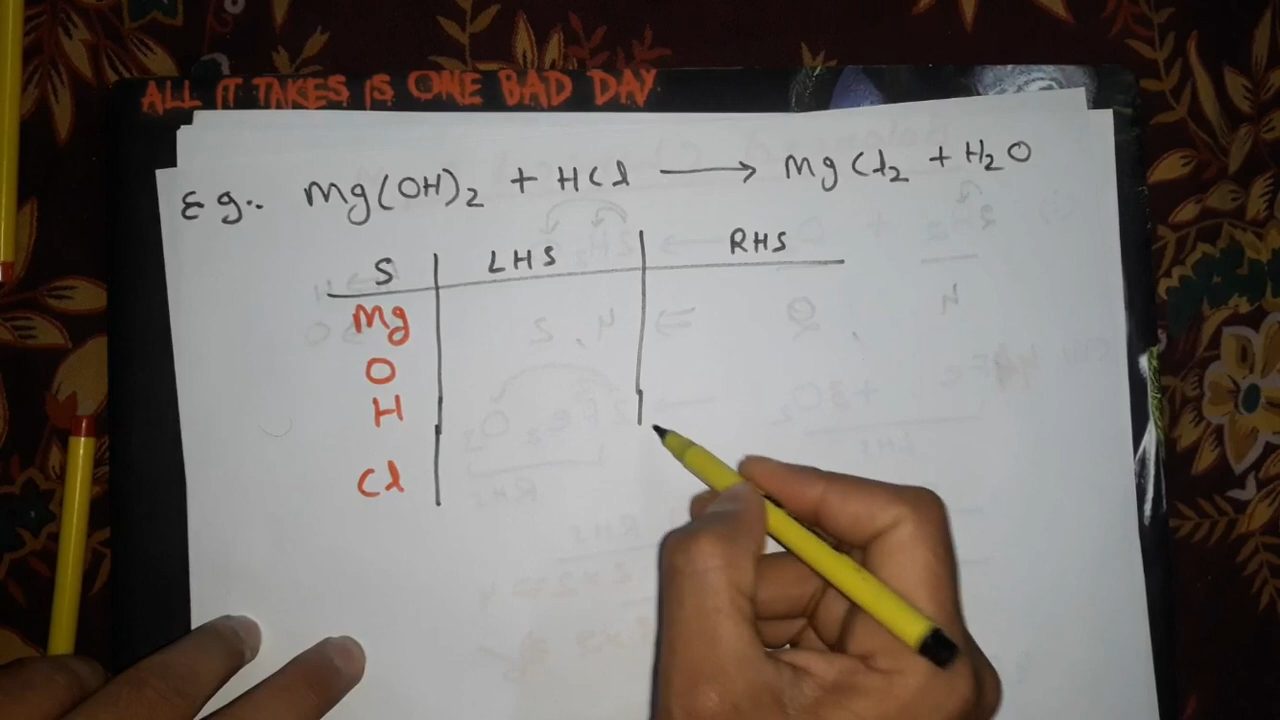 ALL IT TAKES IS ONE BAD DAY
Eg:. Mg(OH)₂ + HCl ⟶ MgCl₂ + H₂O
S LHS RHS
Mg
O
H
Cl